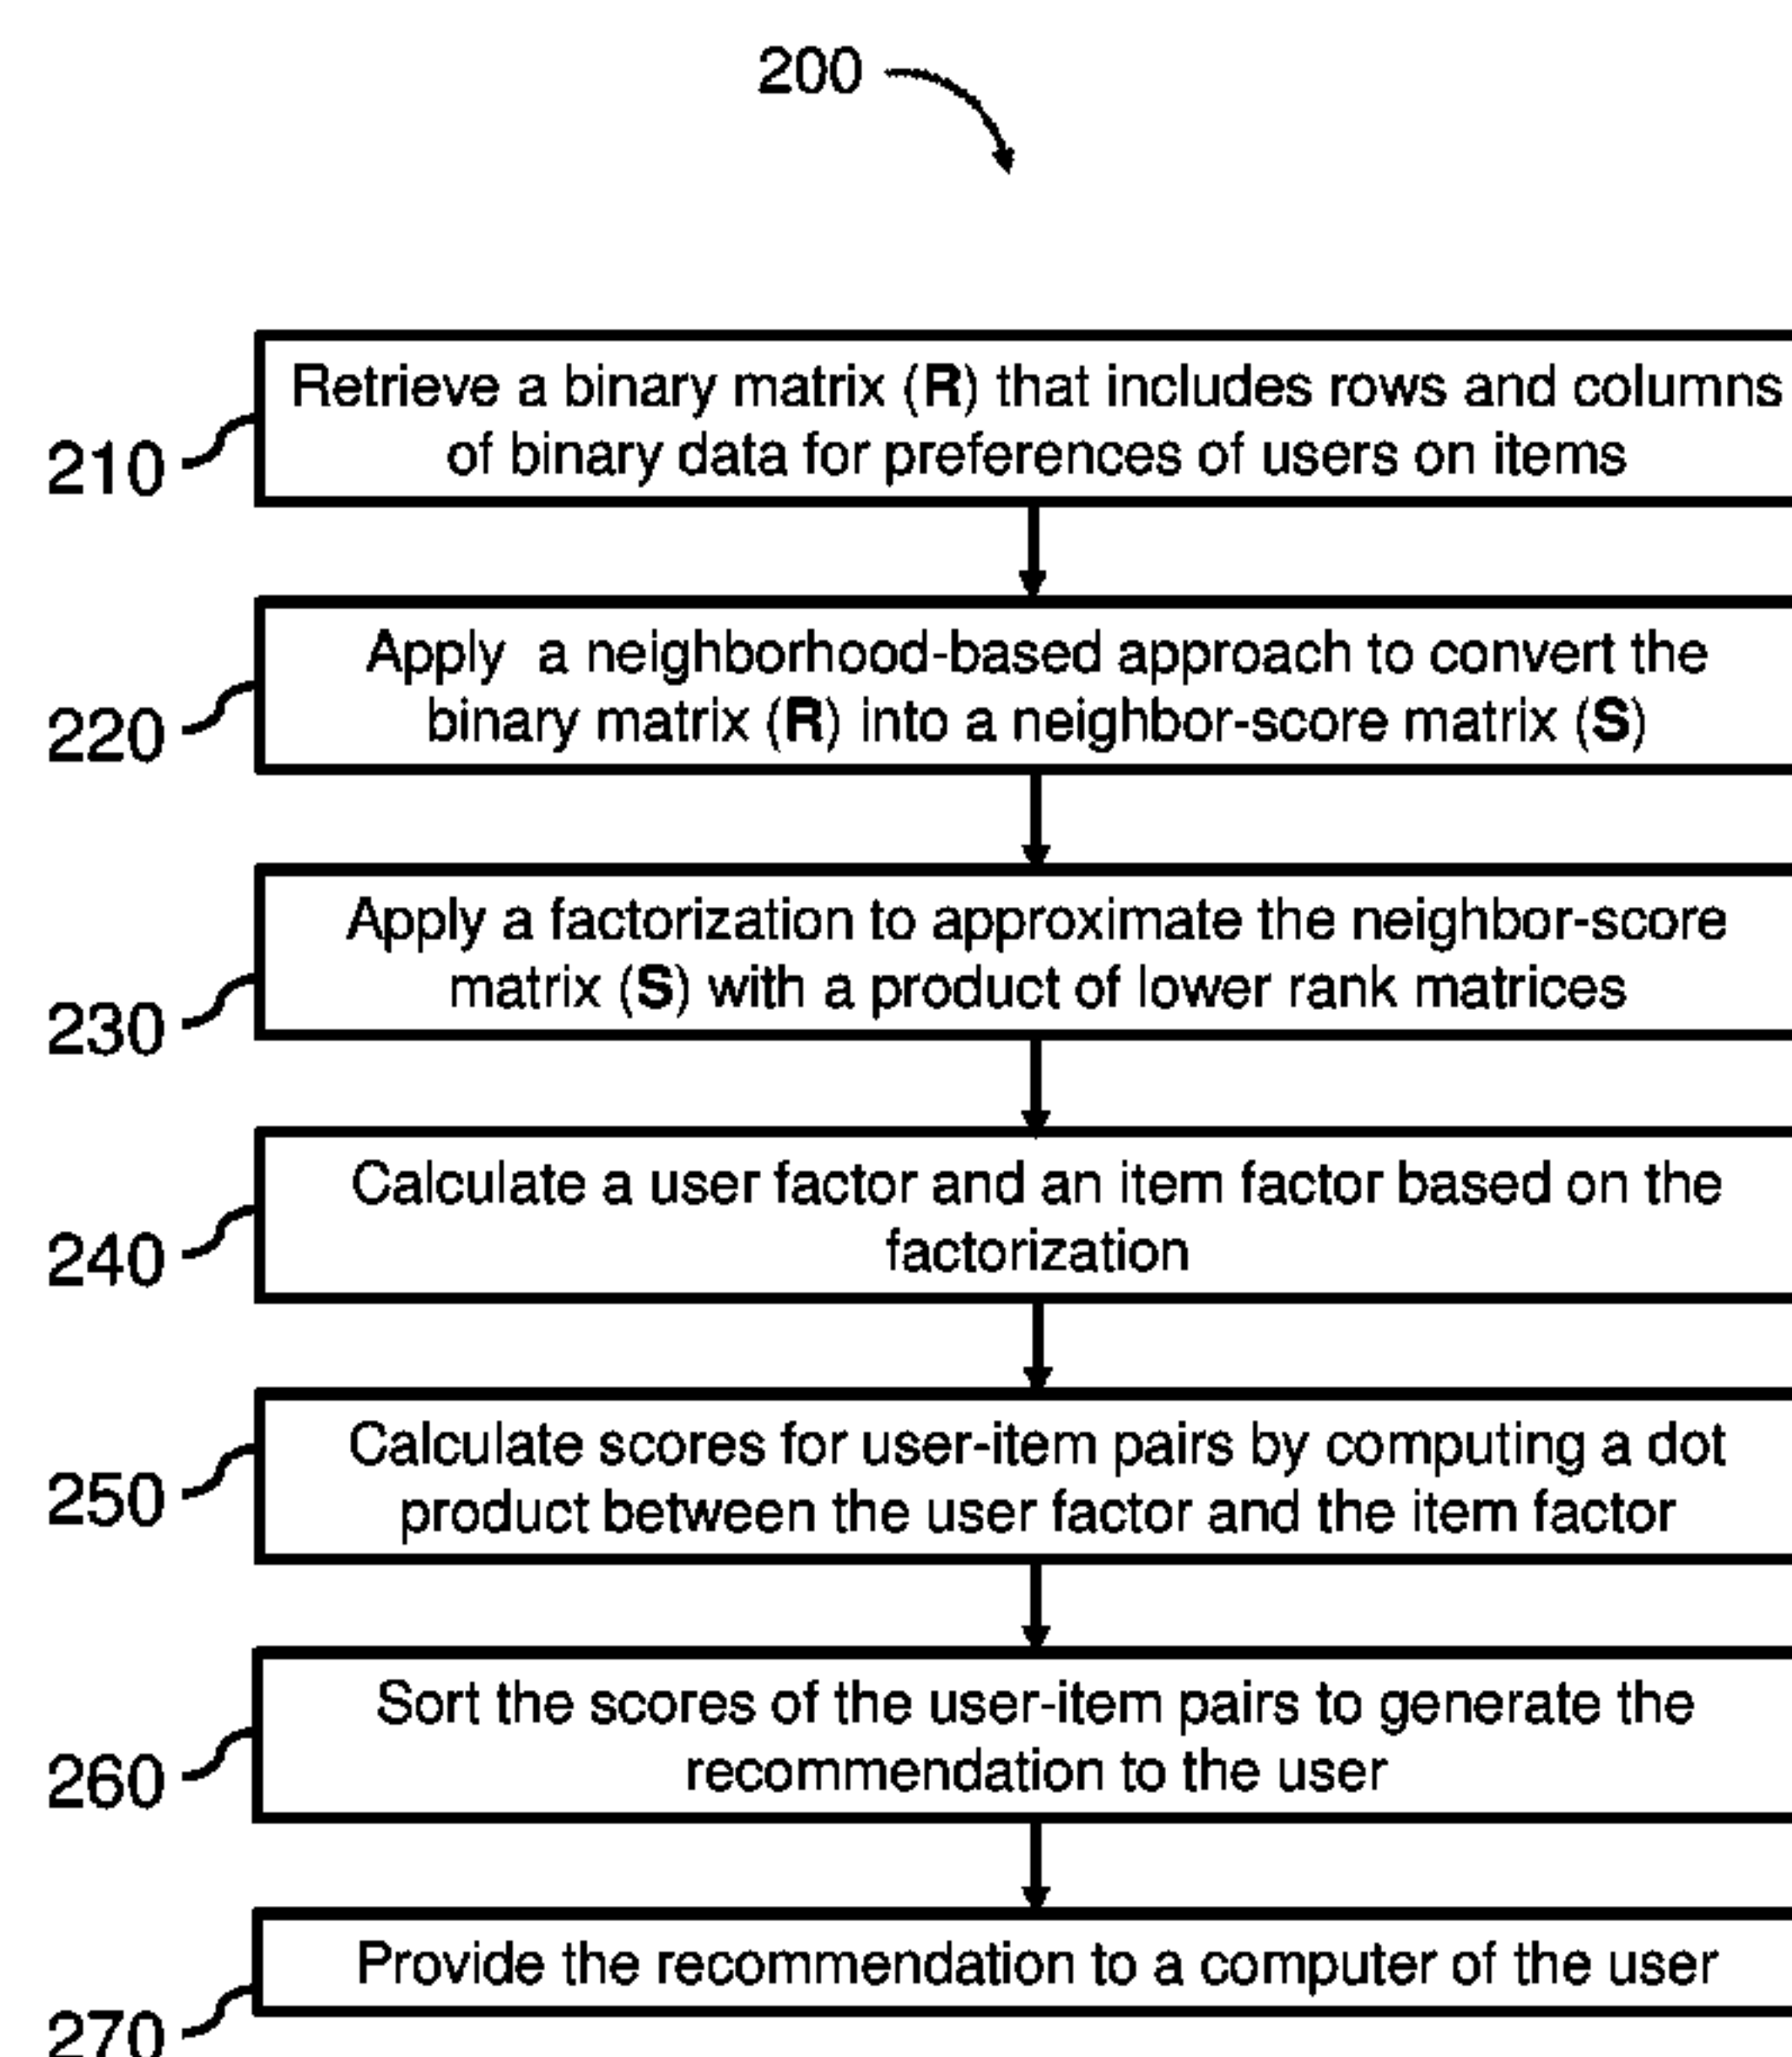 200
Retrieve a binary matrix (R) that includes rows and columns
of binary data for preferences of users on items
210
Apply a neighborhood-based approach to convert the
binary matrix (R) into a neighbor-score matrix (S)
220
Apply a factorization to approximate the neighbor-score
matrix (S) with a product of lower rank matrices
230
Calculate a user factor and an item factor based on the
factorization
240
Calculate scores for user-item pairs by computing a dot
product between the user factor and the item factor
250
Sort the scores of the user-item pairs to generate the
recommendation to the user
260
Provide the recommendation to a computer of the user
270